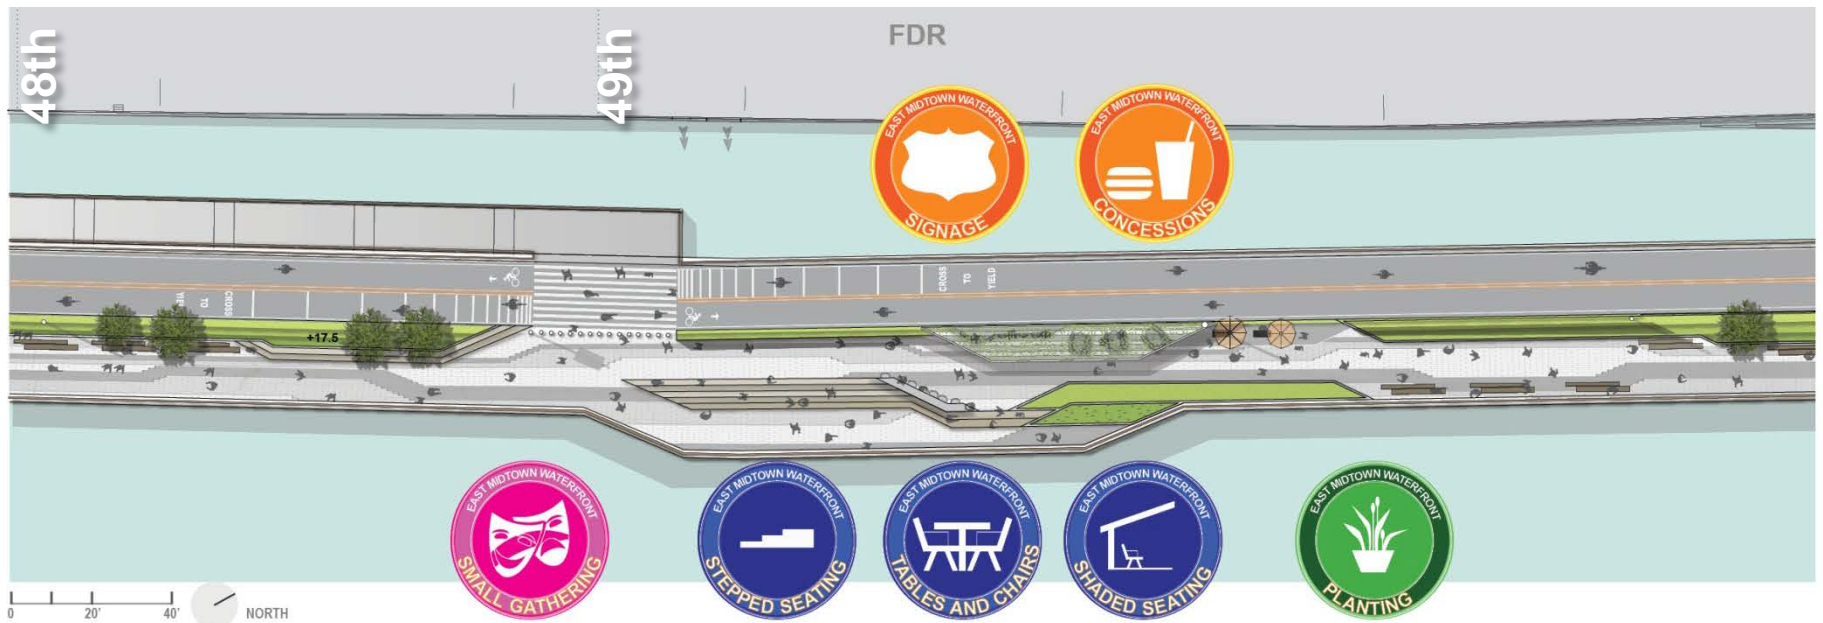 48th
49th
FDR
EAST MIDTOWN WATERFRONT
SIGNAGE
EAST MIDTOWN WATERFRONT
CONCESSIONS
CROSS
TO
YIELD
YIELD
TO
CROSS
+17.5
EAST MIDTOWN WATERFRONT
SMALL GATHERING
EAST MIDTOWN WATERFRONT
STEPPED SEATING
EAST MIDTOWN WATERFRONT
TABLES AND CHAIRS
EAST MIDTOWN WATERFRONT
SHADED SEATING
EAST MIDTOWN WATERFRONT
PLANTING
0 20' 40' NORTH